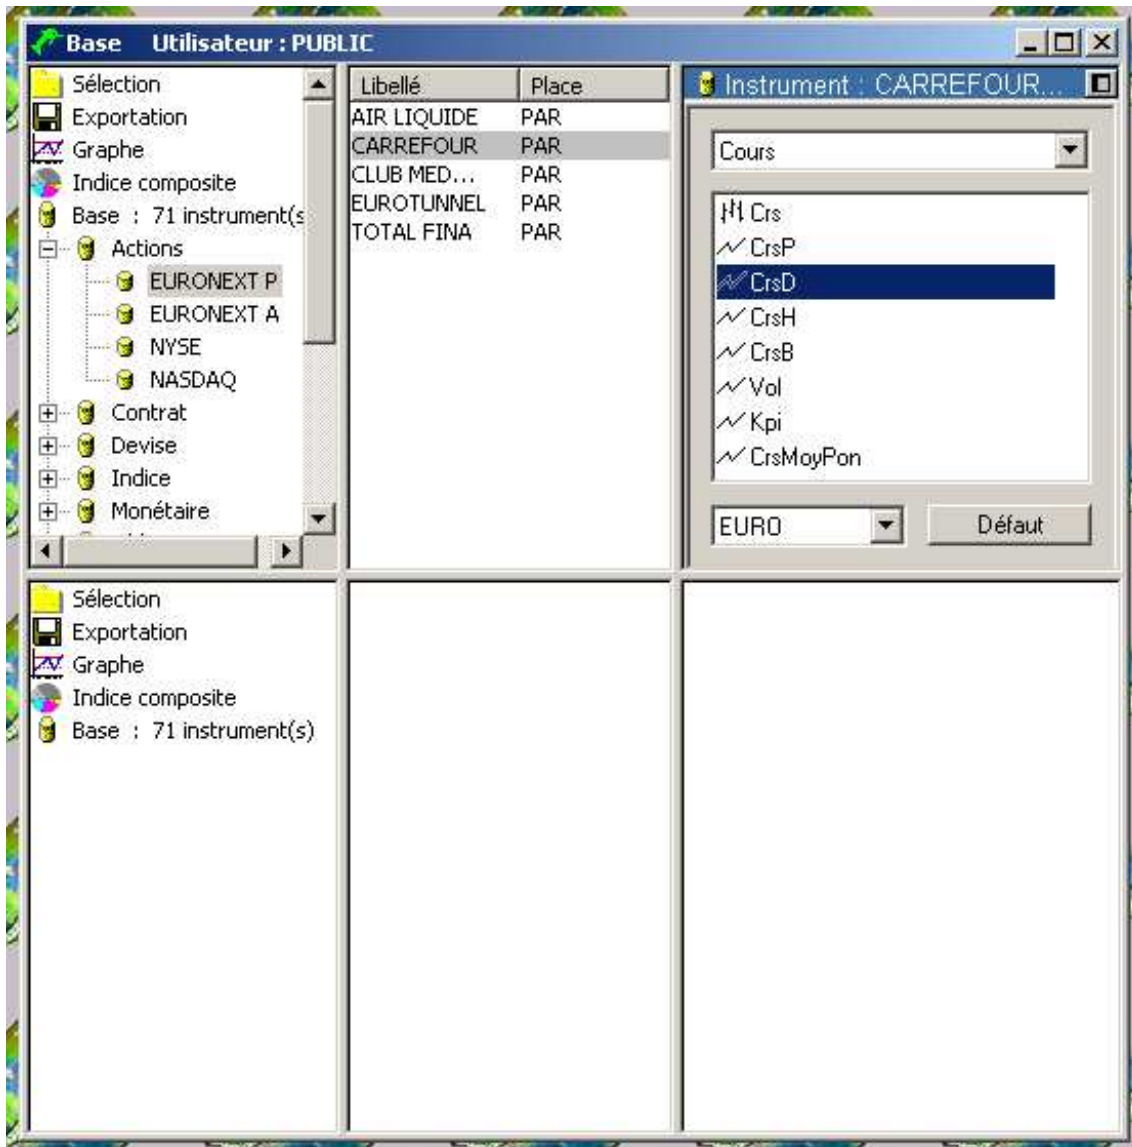 Base Utilisateur : PUBLIC
Sélection
Exportation
Graphe
Indice composite
Base : 71 instrument(s
Actions
EURONEXT P
EURONEXT A
NYSE
NASDAQ
Contrat
Devise
Indice
Monétaire
Libellé Place
AIR LIQUIDE PAR
CARREFOUR PAR
CLUB MED... PAR
EUROTUNNEL PAR
TOTAL FINA PAR
Instrument : CARREFOUR...
Cours
Crs
CrsP
CrsD
CrsH
CrsB
Vol
Kpi
CrsMoyPon
EURO Défaut
Sélection
Exportation
Graphe
Indice composite
Base : 71 instrument(s)